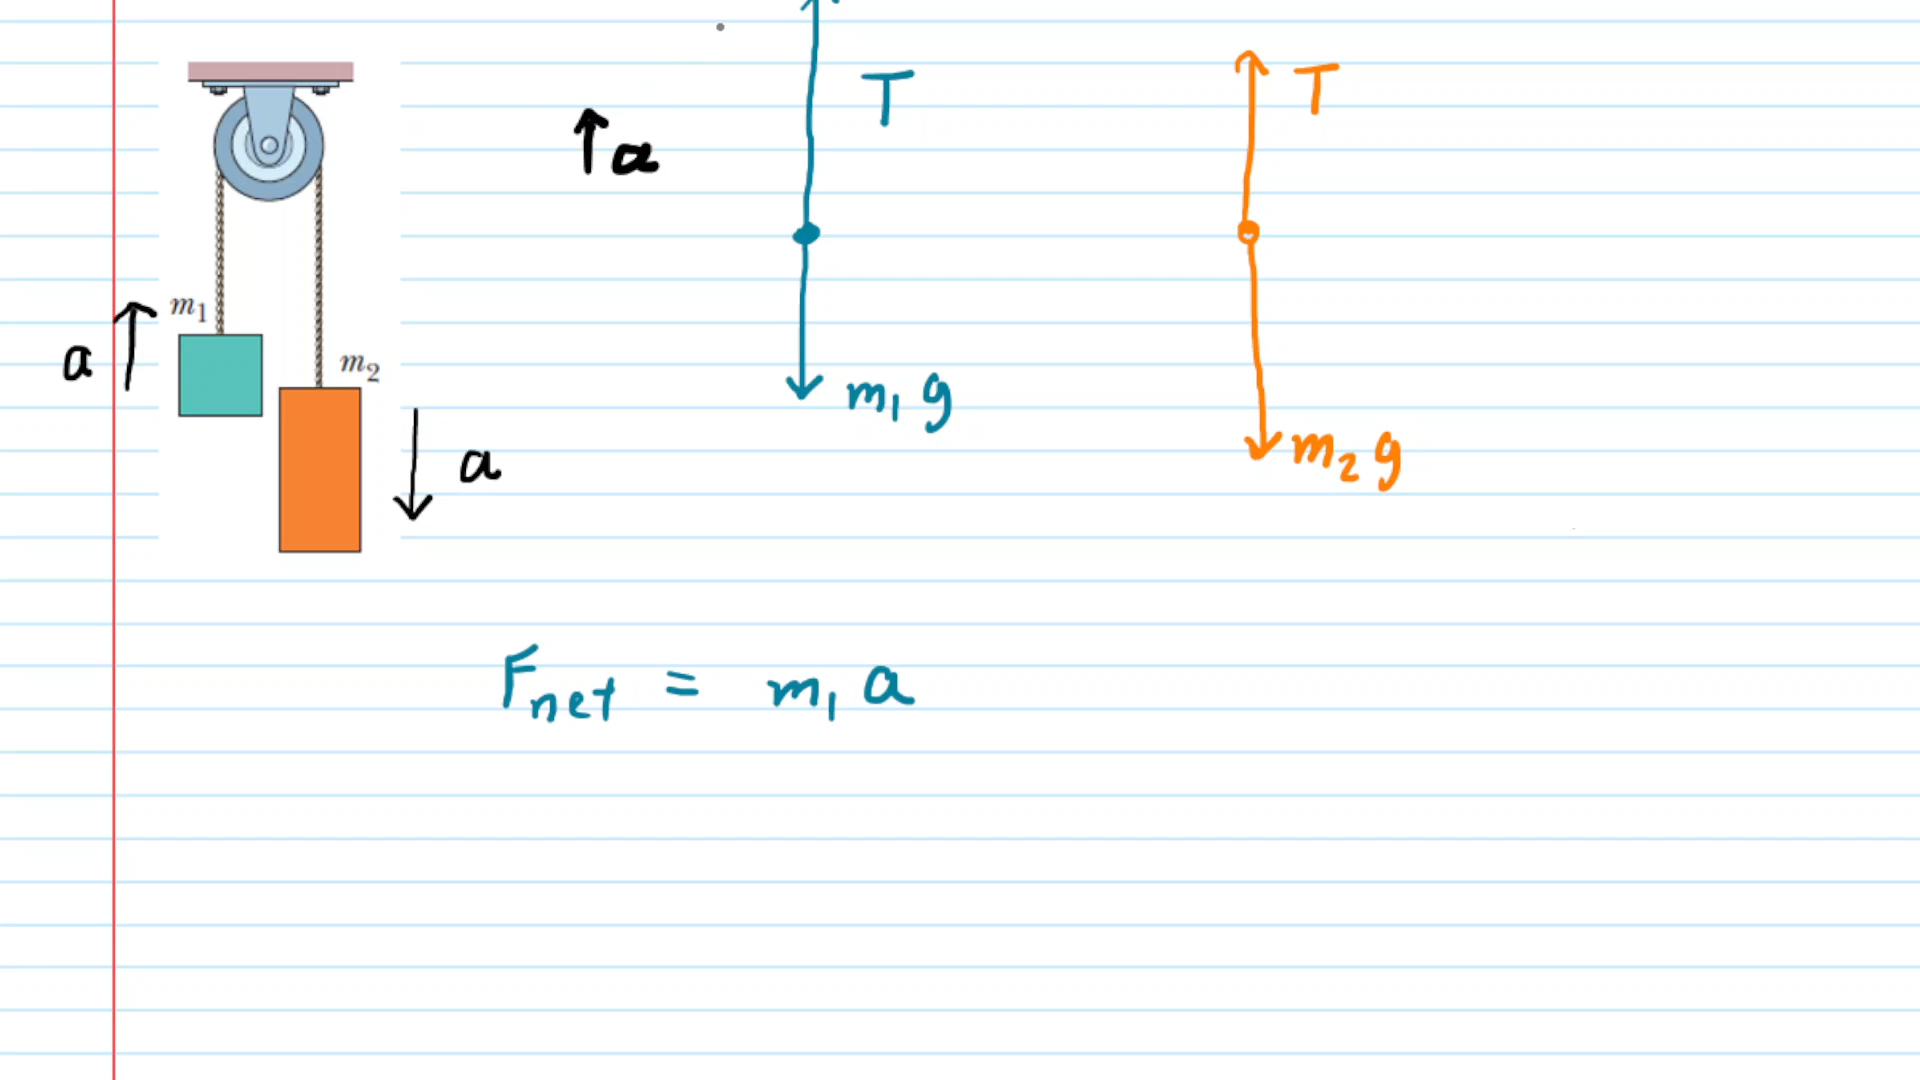 T
T
a
m₁
a
m₂
m₁ g
a
m₂ g
Fnet = m₁ a